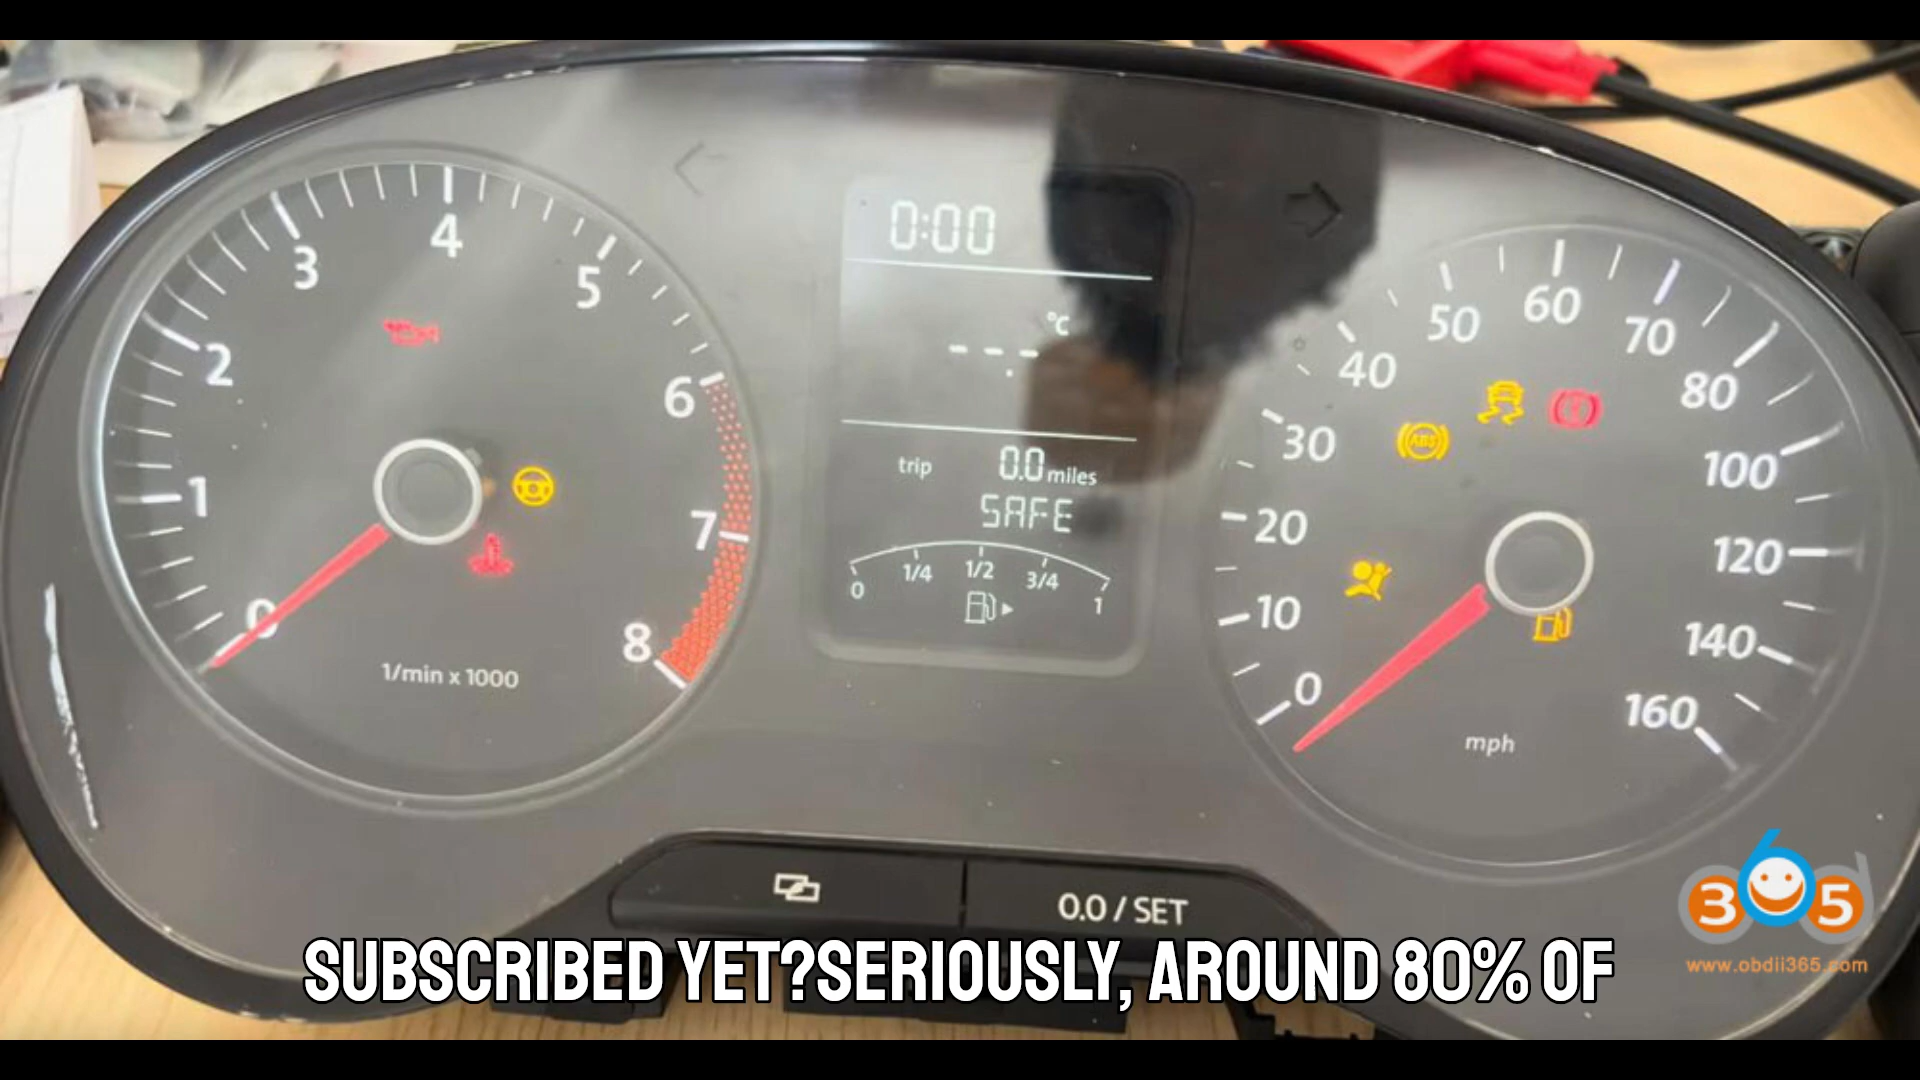 0:00
°C
---.
trip 0.0 miles
SAFE
0 1/4 1/2 3/4 1
0 1 2 3 4 5 6 7 8
1/min x 1000
0 10 20 30 40 50 60 70 80 100 120 140 160
ABS
mph
0.0 / SET
365
www.obdii365.com
SUBSCRIBED YET?SERIOUSLY, AROUND 80% OF